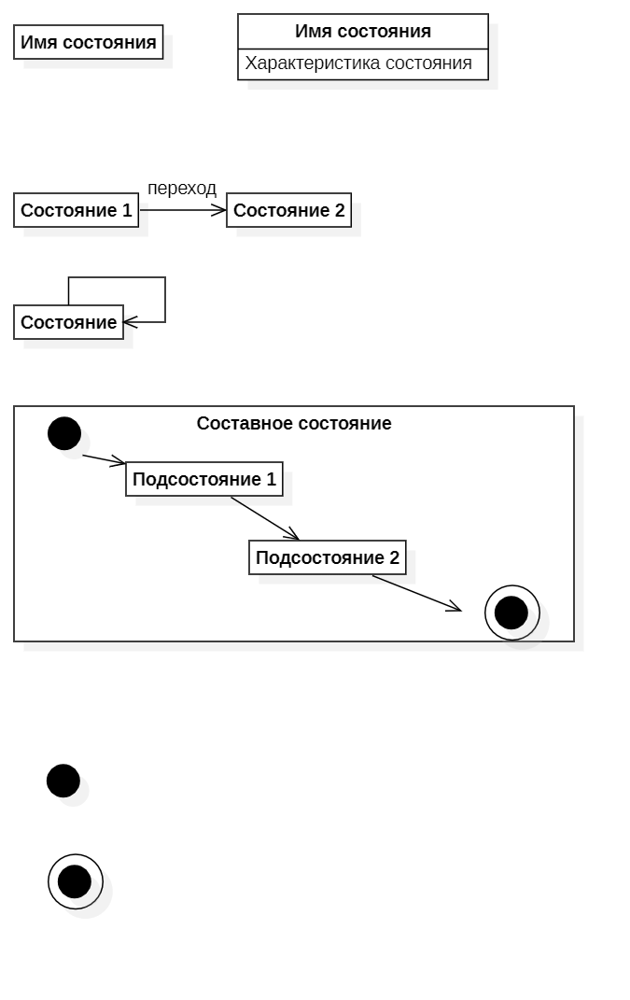 Имя состояния
Имя состояния
Характеристика состояния
переход
Состояние 1
Состояние 2
Состояние
Составное состояние
Подсостояние 1
Подсостояние 2